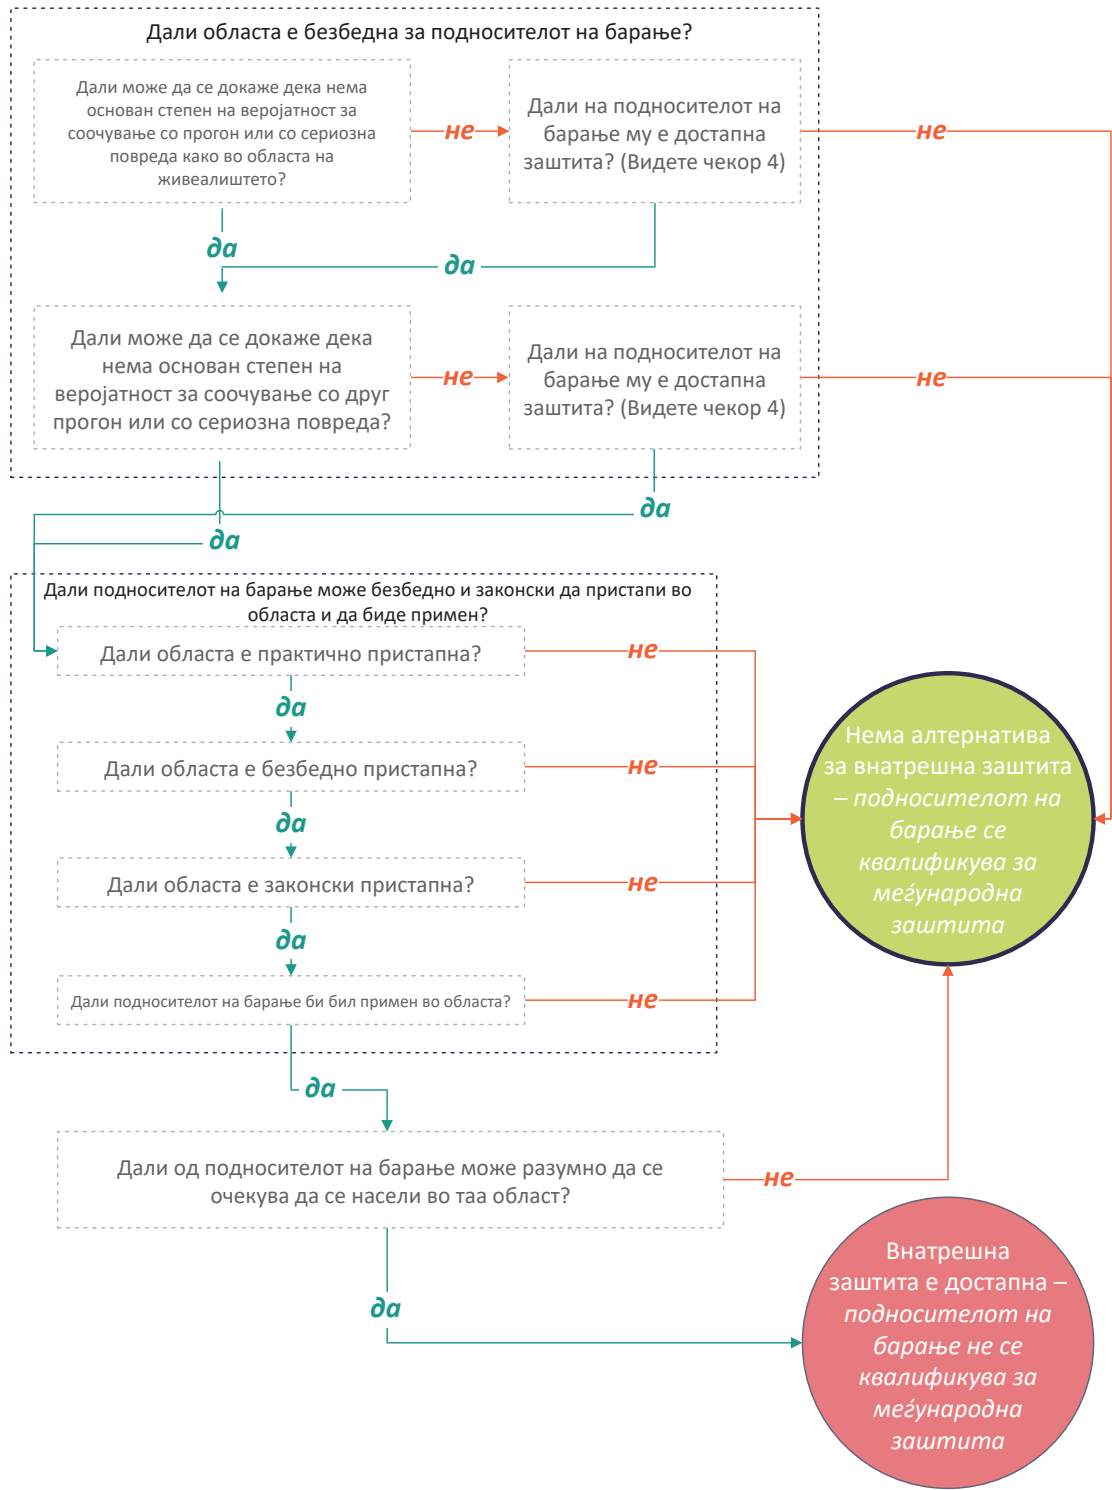 Дали областа е безбедна за подносителот на барање?
Дали може да се докаже дека нема
основан степен на веројатност за
соочување со прогон или со сериозна
повреда како во областа на
живеалиштето?
не
Дали на подносителот на
барање му е достапна
заштита? (Видете чекор 4)
не
да
да
Дали може да се докаже дека
нема основан степен на
веројатност за соочување со друг
прогон или со сериозна повреда?
не
Дали на подносителот на
барање му е достапна
заштита? (Видете чекор 4)
не
да
да
Дали подносителот на барање може безбедно и законски да пристапи во
областа и да биде примен?
Дали областа е практично пристапна?
не
да
Дали областа е безбедно пристапна?
не
да
Дали областа е законски пристапна?
не
да
Дали подносителот на барање би бил примен во областа?
не
да
Нема алтернатива
за внатрешна заштита
– подносителот на
барање се
квалификува за
меѓународна
заштита
Дали од подносителот на барање може разумно да се
очекува да се насели во таа област?
не
да
Внатрешна
заштита е достапна –
подносителот на
барање не се
квалификува за
меѓународна
заштита